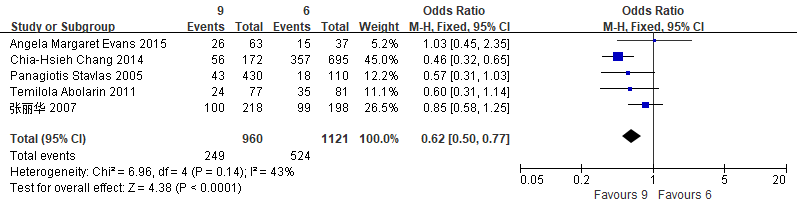 9 6 Odds Ratio Odds Ratio
Study or Subgroup Events Total Events Total Weight M-H, Fixed, 95% CI M-H, Fixed, 95% CI
Angela Margaret Evans 2015 26 63 15 37 5.2% 1.03 [0.45, 2.35]
Chia-Hsieh Chang 2014 56 172 357 695 45.0% 0.46 [0.32, 0.65]
Panagiotis Stavlas 2005 43 430 18 110 12.2% 0.57 [0.31, 1.03]
Temilola Abolarin 2011 24 77 35 81 11.1% 0.60 [0.31, 1.14]
张丽华 2007 100 218 99 198 26.5% 0.85 [0.58, 1.25]
Total (95% CI) 960 1121 100.0% 0.62 [0.50, 0.77]
Total events 249 524
Heterogeneity: Chi² = 6.96, df = 4 (P = 0.14); I² = 43%
Test for overall effect: Z = 4.38 (P < 0.0001)
0.05 0.2 1 5 20
Favours 9 Favours 6